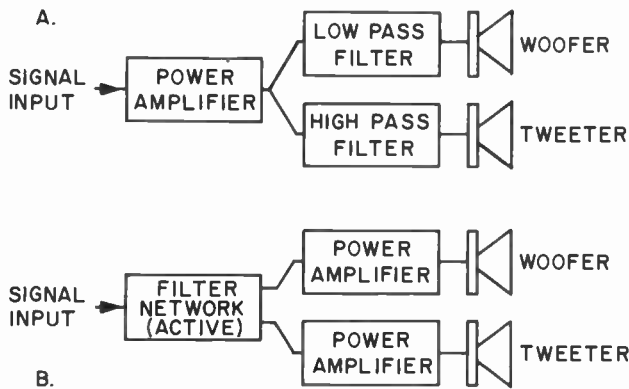 A.
SIGNAL
INPUT
POWER
AMPLIFIER
LOW PASS
FILTER
WOOFER
HIGH PASS
FILTER
TWEETER
SIGNAL
INPUT
FILTER
NETWORK
(ACTIVE)
POWER
AMPLIFIER
WOOFER
POWER
AMPLIFIER
TWEETER
B.